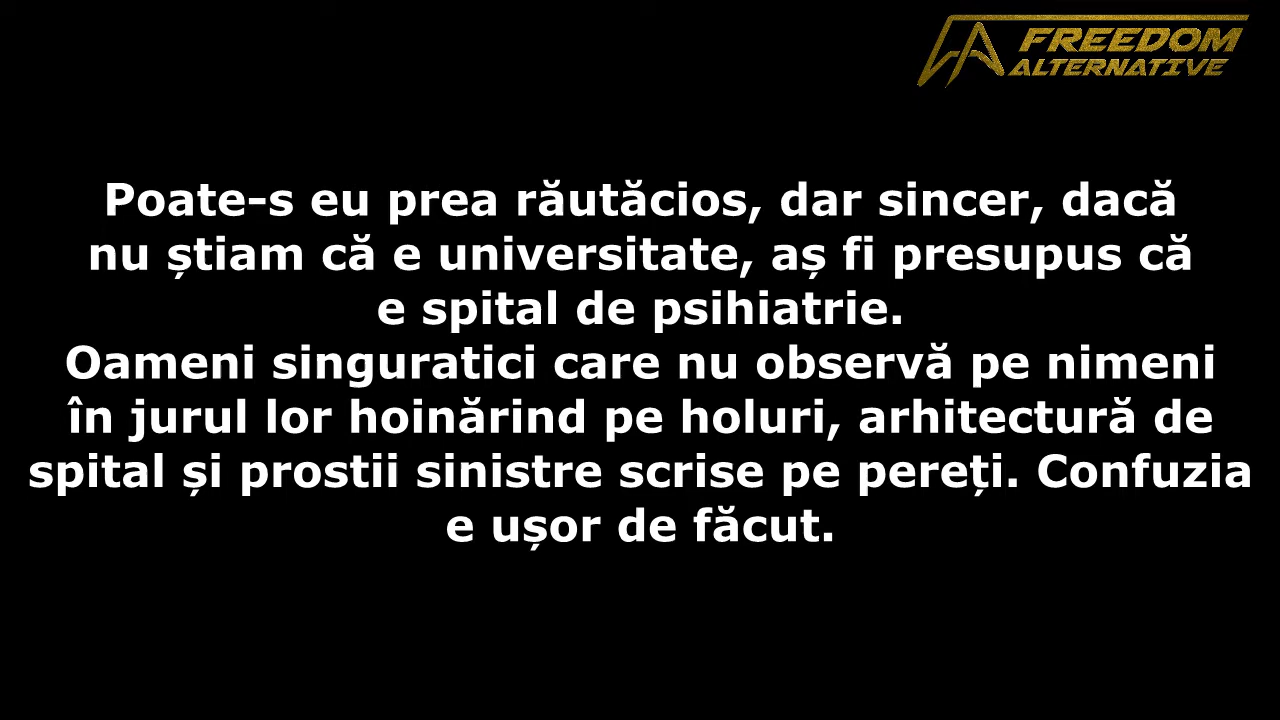 FREEDOM
ALTERNATIVE
Poate-s eu prea răutăcios, dar sincer, dacă
nu știam că e universitate, aș fi presupus că
e spital de psihiatrie.
Oameni singuratici care nu observă pe nimeni
în jurul lor hoinărind pe holuri, arhitectură de
spital și prostii sinistre scrise pe pereți. Confuzia
e ușor de făcut.